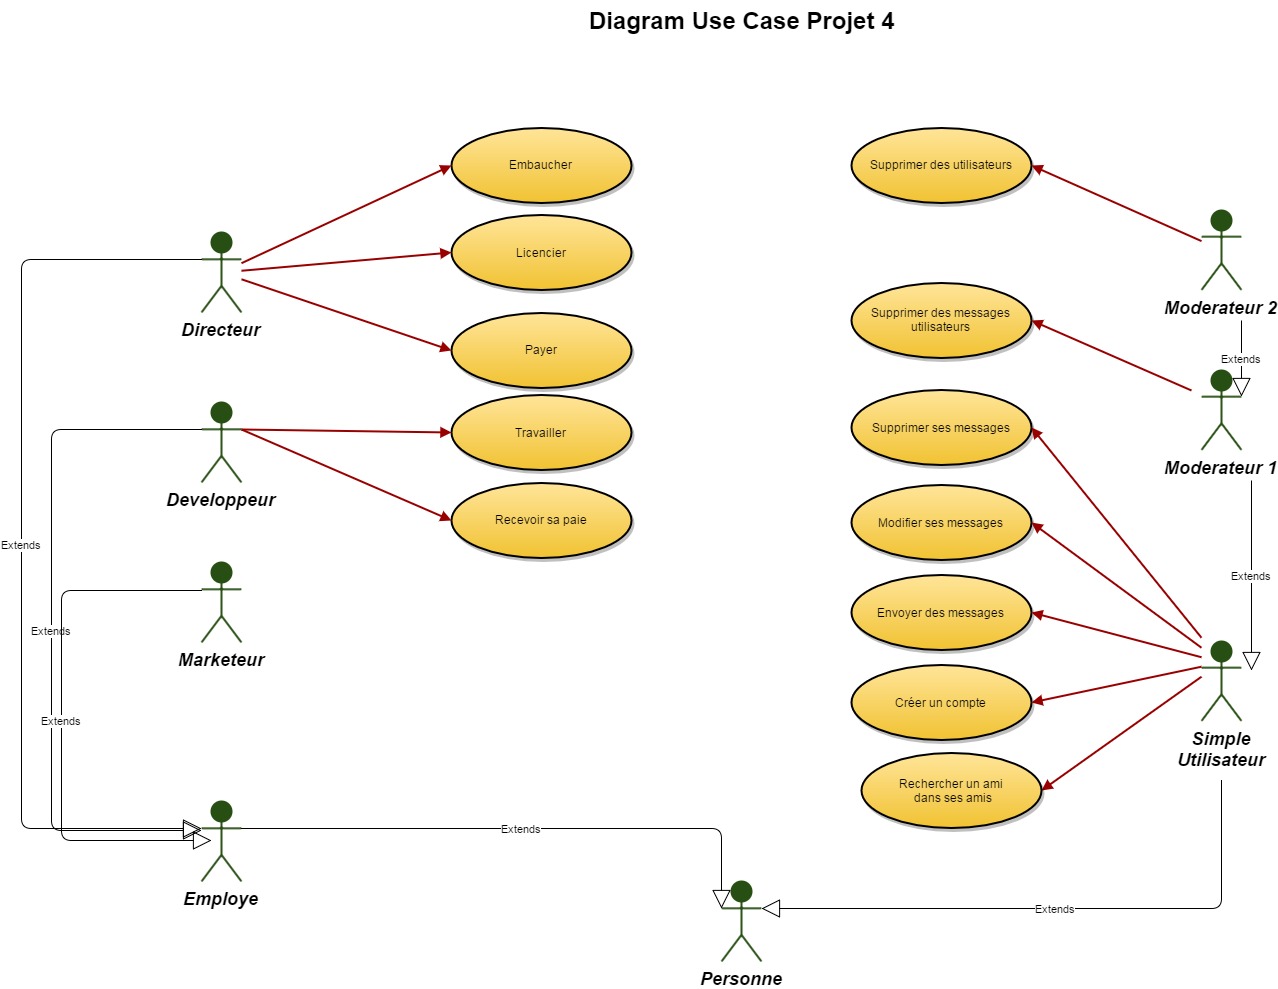 Diagram Use Case Projet 4
Embaucher
Supprimer des utilisateurs
Licencier
Moderateur 2
Directeur
Supprimer des messages
utilisateurs
Payer
Extends
Supprimer ses messages
Travailler
Moderateur 1
Developpeur
Recevoir sa paie
Modifier ses messages
Extends
Extends
Envoyer des messages
Extends
Marketeur
Créer un compte
Extends
Simple
Utilisateur
Rechercher un ami
dans ses amis
Extends
Employe
Extends
Personne